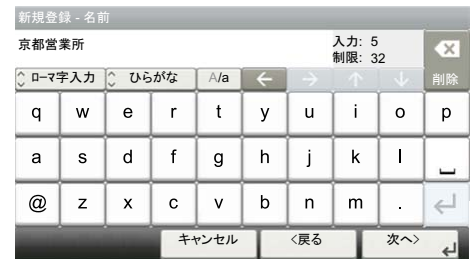 新規登録 - 名前
京都営業所
入力: 5
制限: 32
ローマ字入力 ひらがな A/a ← → ↑ ↓ 削除
q w e r t y u i o p
a s d f g h j k l
@ z x c v b n m .
キャンセル <戻る 次へ>